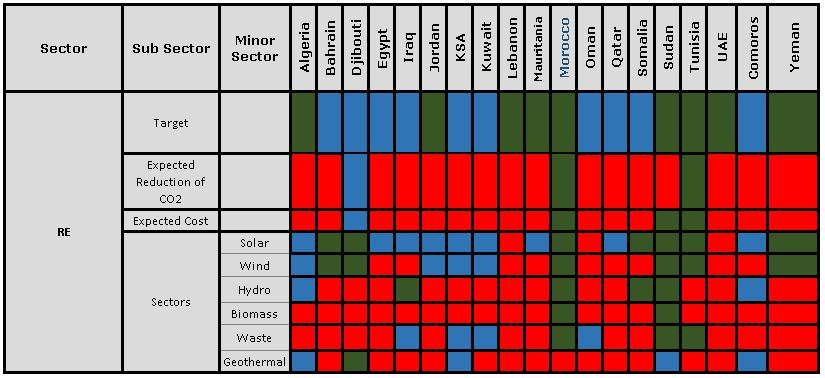 Sector
Sub Sector
Minor
Sector
Algeria
Bahrain
Djibouti
Egypt
Iraq
Jordan
KSA
Kuwait
Lebanon
Mauritania
Morocco
Oman
Qatar
Somalia
Sudan
Tunisia
UAE
Comoros
Yeman
RE
Target
Expected
Reduction of
CO2
Expected Cost
Sectors
Solar
Wind
Hydro
Biomass
Waste
Geothermal